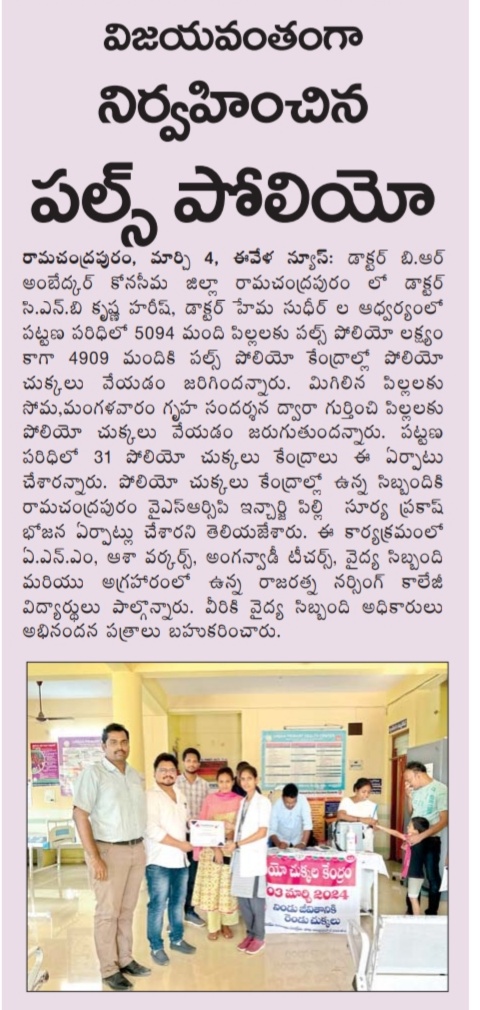 విజయవంతంగా
నిర్వహించిన
పల్స్ పోలియో
రామచంద్రపురం, మార్చి 4, ఈవేళ న్యూస్: డాక్టర్ బి.ఆర్
అంబేద్కర్ కోనసీమ జిల్లా రామచంద్రపురం లో డాక్టర్
సి.ఎన్.బి కృష్ణ హరీష్, డాక్టర్ హేమ సుధీర్ ల ఆధ్వర్యంలో
పట్టణ పరిధిలో 5094 మంది పిల్లలకు పల్స్ పోలియో లక్ష్యం
కాగా 4909 మందికి పల్స్ పోలియో కేంద్రాల్లో పోలియో
చుక్కలు వేయడం జరిగిందన్నారు. మిగిలిన పిల్లలకు
సోమ,మంగళవారం గృహ సందర్శన ద్వారా గుర్తించి పిల్లలకు
పోలియో చుక్కలు వేయడం జరుగుతుందన్నారు. పట్టణ
పరిధిలో 31 పోలియో చుక్కలు కేంద్రాలు ఈ ఏర్పాటు
చేశారన్నారు. పోలియో చుక్కలు కేంద్రాల్లో ఉన్న సిబ్బందికి
రామచంద్రపురం వైఎస్ఆర్సిపి ఇన్చార్జి పిల్లి సూర్య ప్రకాష్
భోజన ఏర్పాట్లు చేశారని తెలియజేశారు. ఈ కార్యక్రమంలో
ఏ.ఎన్.ఎం, ఆశా వర్కర్స్, అంగన్వాడీ టీచర్స్, వైద్య సిబ్బంది
మరియు అగ్రహారంలో ఉన్న రాజరత్న నర్సింగ్ కాలేజీ
విద్యార్థులు పాల్గొన్నారు. వీరికి వైద్య సిబ్బంది అధికారులు
అభినందన పత్రాలు బహుకరించారు.
యో చుక్కల కేంద్రం
03 మార్చి 2024
నిండు జీవితానికి
రెండు చుక్కలు